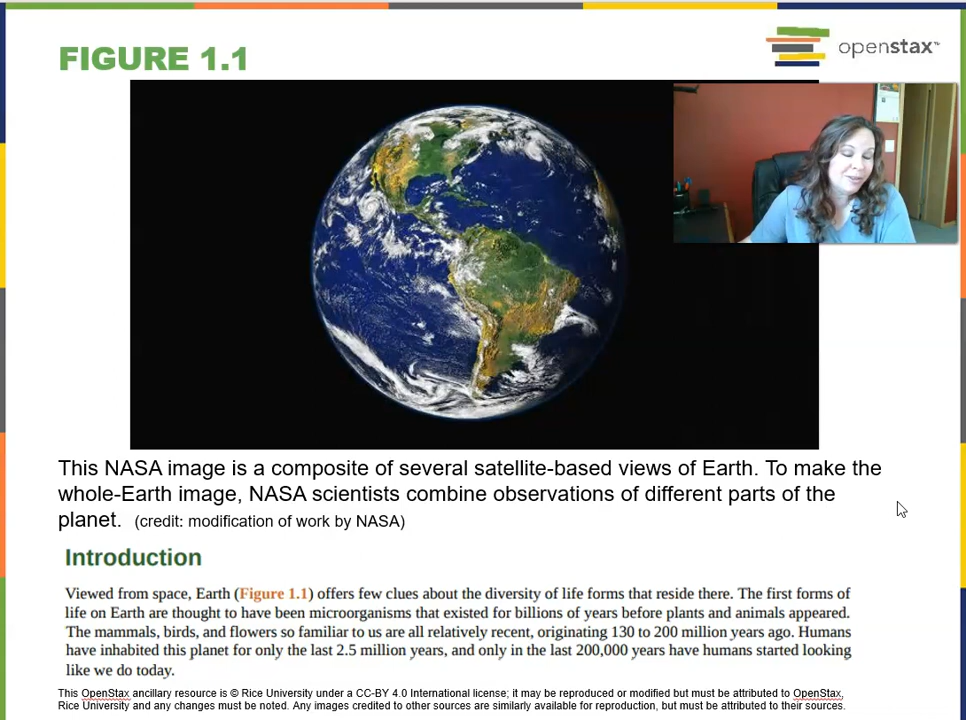 FIGURE 1.1
openstax™
This NASA image is a composite of several satellite-based views of Earth. To make the
whole-Earth image, NASA scientists combine observations of different parts of the
planet. (credit: modification of work by NASA)
Introduction
Viewed from space, Earth (Figure 1.1) offers few clues about the diversity of life forms that reside there. The first forms of
life on Earth are thought to have been microorganisms that existed for billions of years before plants and animals appeared.
The mammals, birds, and flowers so familiar to us are all relatively recent, originating 130 to 200 million years ago. Humans
have inhabited this planet for only the last 2.5 million years, and only in the last 200,000 years have humans started looking
like we do today.
This OpenStax ancillary resource is © Rice University under a CC-BY 4.0 International license; it may be reproduced or modified but must be attributed to OpenStax,
Rice University and any changes must be noted. Any images credited to other sources are similarly available for reproduction, but must be attributed to their sources.